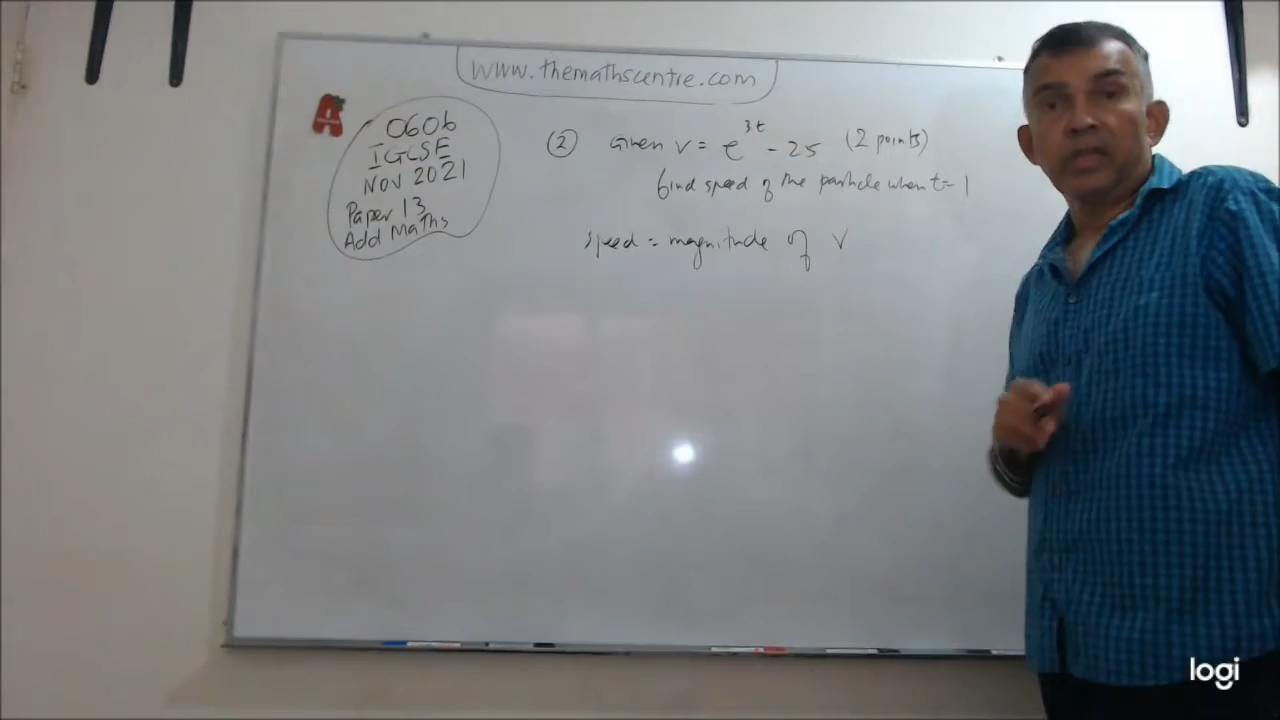 www.themathscentre.com
A
0606
IGCSE
NOV 2021
Paper 13
Add Maths
② Given v = e^3t - 25 (2 points)
find speed of the particle when t = 1
speed = magnitude of v
logi